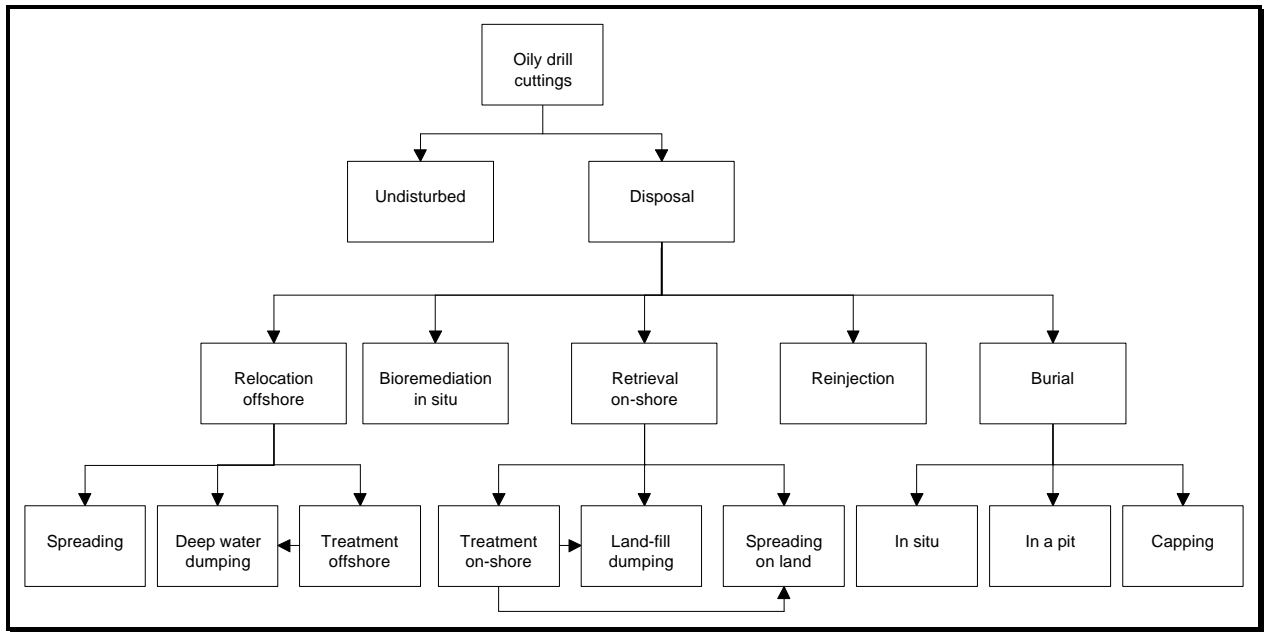 Oily drill
cuttings
Undisturbed
Disposal
Relocation
offshore
Bioremediation
in situ
Retrieval
on-shore
Reinjection
Burial
Spreading
Deep water
dumping
Treatment
offshore
Treatment
on-shore
Land-fill
dumping
Spreading
on land
In situ
In a pit
Capping